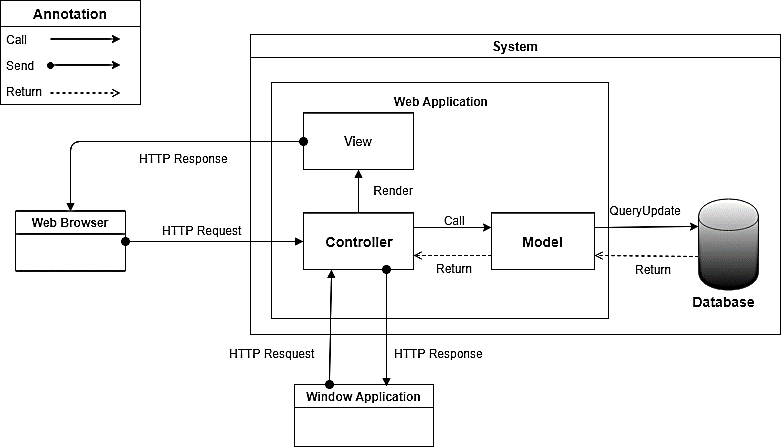 Annotation
Call
Send
Return
System
Web Application
View
HTTP Response
Render
Web Browser
HTTP Request
Controller
Call
Return
Model
QueryUpdate
Return
Database
HTTP Resquest
HTTP Response
Window Application